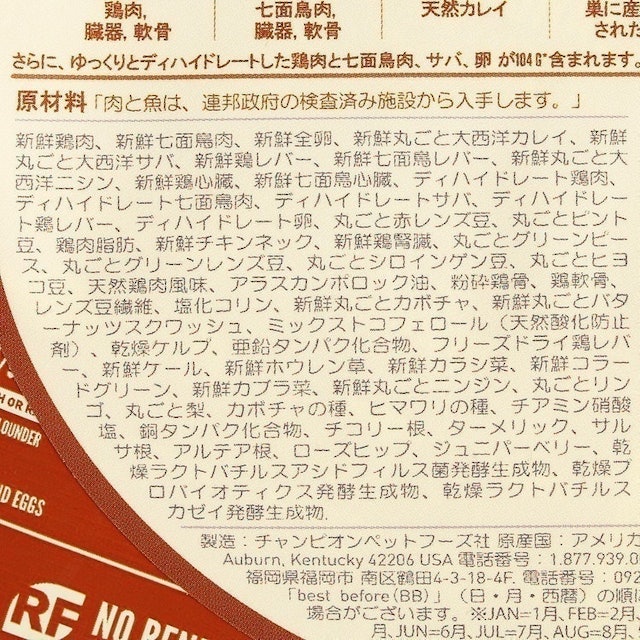 鶏肉,
臓器, 軟骨
七面鳥肉,
臓器, 軟骨
天然カレイ
巣に産
された
さらに、ゆっくりとディハイドレートした鶏肉と七面鳥肉、サバ、卵 が104 G*含まれます。
原材料「肉と魚は、連邦政府の検査済み施設から入手します。」
新鮮鶏肉、新鮮七面鳥肉、新鮮全卵、新鮮丸ごと大西洋カレイ、新鮮
丸ごと大西洋サバ、新鮮鶏レバー、新鮮七面鳥レバー、新鮮丸ごと大
西洋ニシン、新鮮鶏心臓、新鮮七面鳥心臓、ディハイドレート鶏肉、
ディハイドレート七面鳥肉、ディハイドレートサバ、ディハイドレー
ト鶏レバー、ディハイドレート卵、丸ごと赤レンズ豆、丸ごとピント
豆、鶏肉脂肪、新鮮チキンネック、新鮮鶏腎臓、丸ごとグリーンピー
ス、丸ごとグリーンレンズ豆、丸ごとシロインゲン豆、丸ごとヒヨ
コ豆、天然鶏肉風味、アラスカンポロック油、粉砕鶏骨、鶏軟骨、
レンズ豆繊維、塩化コリン、新鮮丸ごとカボチャ、新鮮丸ごとバタ
ーナッツスクワッシュ、ミックストコフェロール（天然酸化防止
剤）、乾燥ケルプ、亜鉛タンパク化合物、フリーズドライ鶏レバ
ー、新鮮ケール、新鮮ホウレン草、新鮮カラシ菜、新鮮コラー
ドグリーン、新鮮カブラ菜、新鮮丸ごとニンジン、丸ごとリン
ゴ、丸ごと梨、カボチャの種、ヒマワリの種、チアミン硝酸
塩、銅タンパク化合物、チコリー根、ターメリック、サル
サ根、アルテア根、ローズヒップ、ジュニパーベリー、乾
燥ラクトバチルスアシドフィルス菌発酵生成物、乾燥プ
ロバイオティクス発酵生成物、乾燥ラクトバチルス
カゼイ発酵生成物.
製造：チャンピオンペットフーズ社 原産国：アメリカ
Auburn, Kentucky 42206 USA 電話番号：1.877.939.0
福岡県福岡市 南区鶴田4-3-18-4F. 電話番号：092
「best before(BB)」（日・月・西暦）の順
場合がございます。※JAN=1月, FEB=2月,
月, JUN=6月, JUL=7月, AUG=8月,
OUNDER
D EGGS
RF NO REN